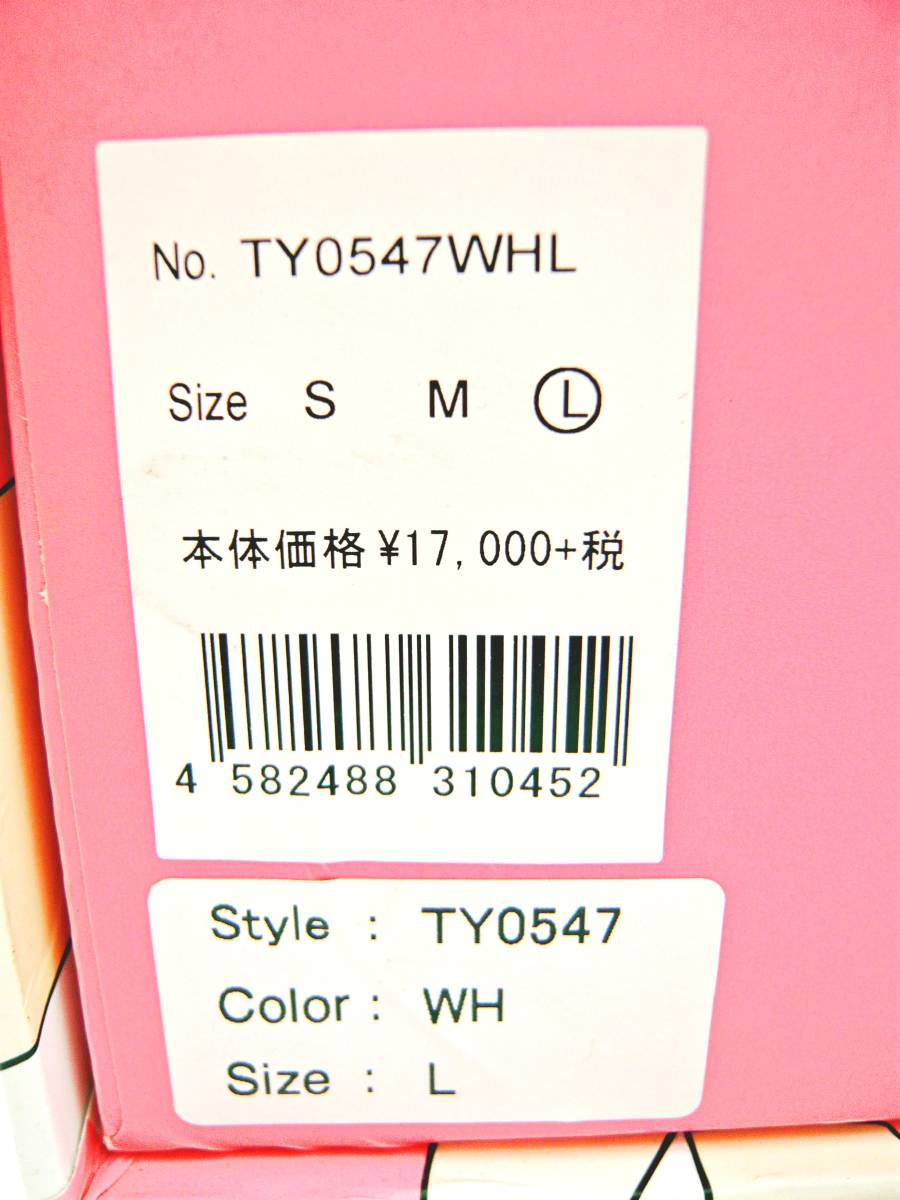 No. TY0547WHL
Size S M L
本体価格 ¥17,000+税
4 582488 310452
Style : TY0547
Color : WH
Size : L